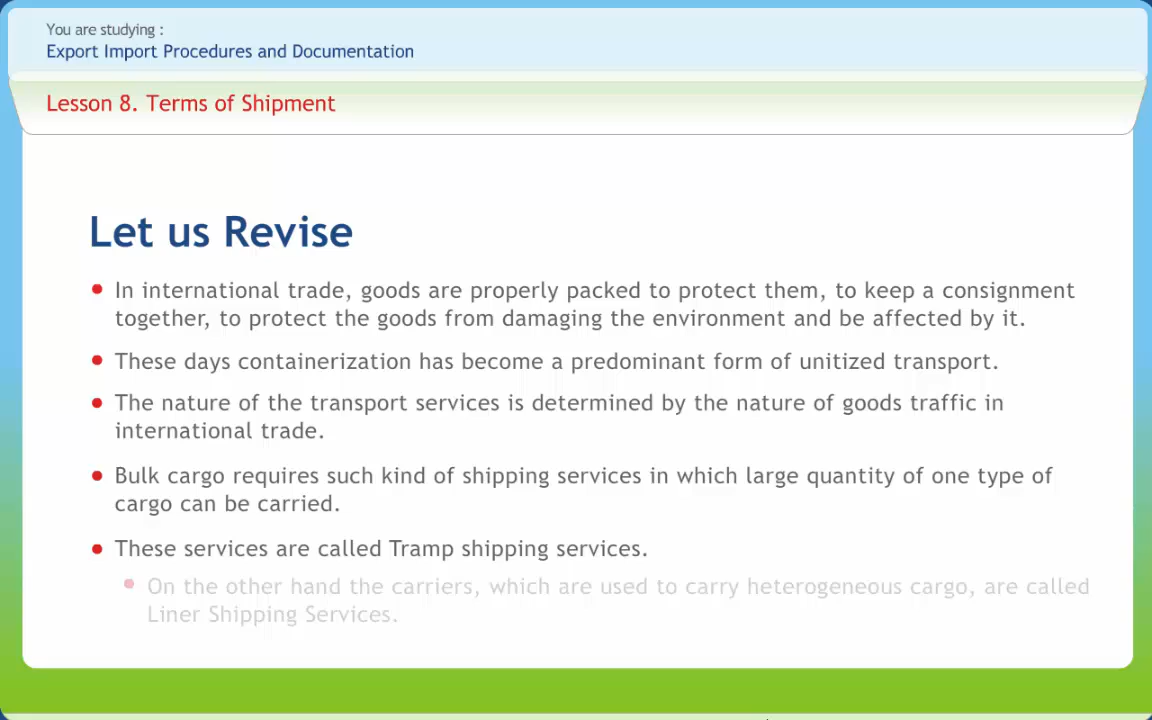 You are studying :
Export Import Procedures and Documentation
Lesson 8. Terms of Shipment
Let us Revise
• In international trade, goods are properly packed to protect them, to keep a consignment
together, to protect the goods from damaging the environment and be affected by it.
• These days containerization has become a predominant form of unitized transport.
• The nature of the transport services is determined by the nature of goods traffic in
international trade.
• Bulk cargo requires such kind of shipping services in which large quantity of one type of
cargo can be carried.
• These services are called Tramp shipping services.
• On the other hand the carriers, which are used to carry heterogeneous cargo, are called
Liner Shipping Services.